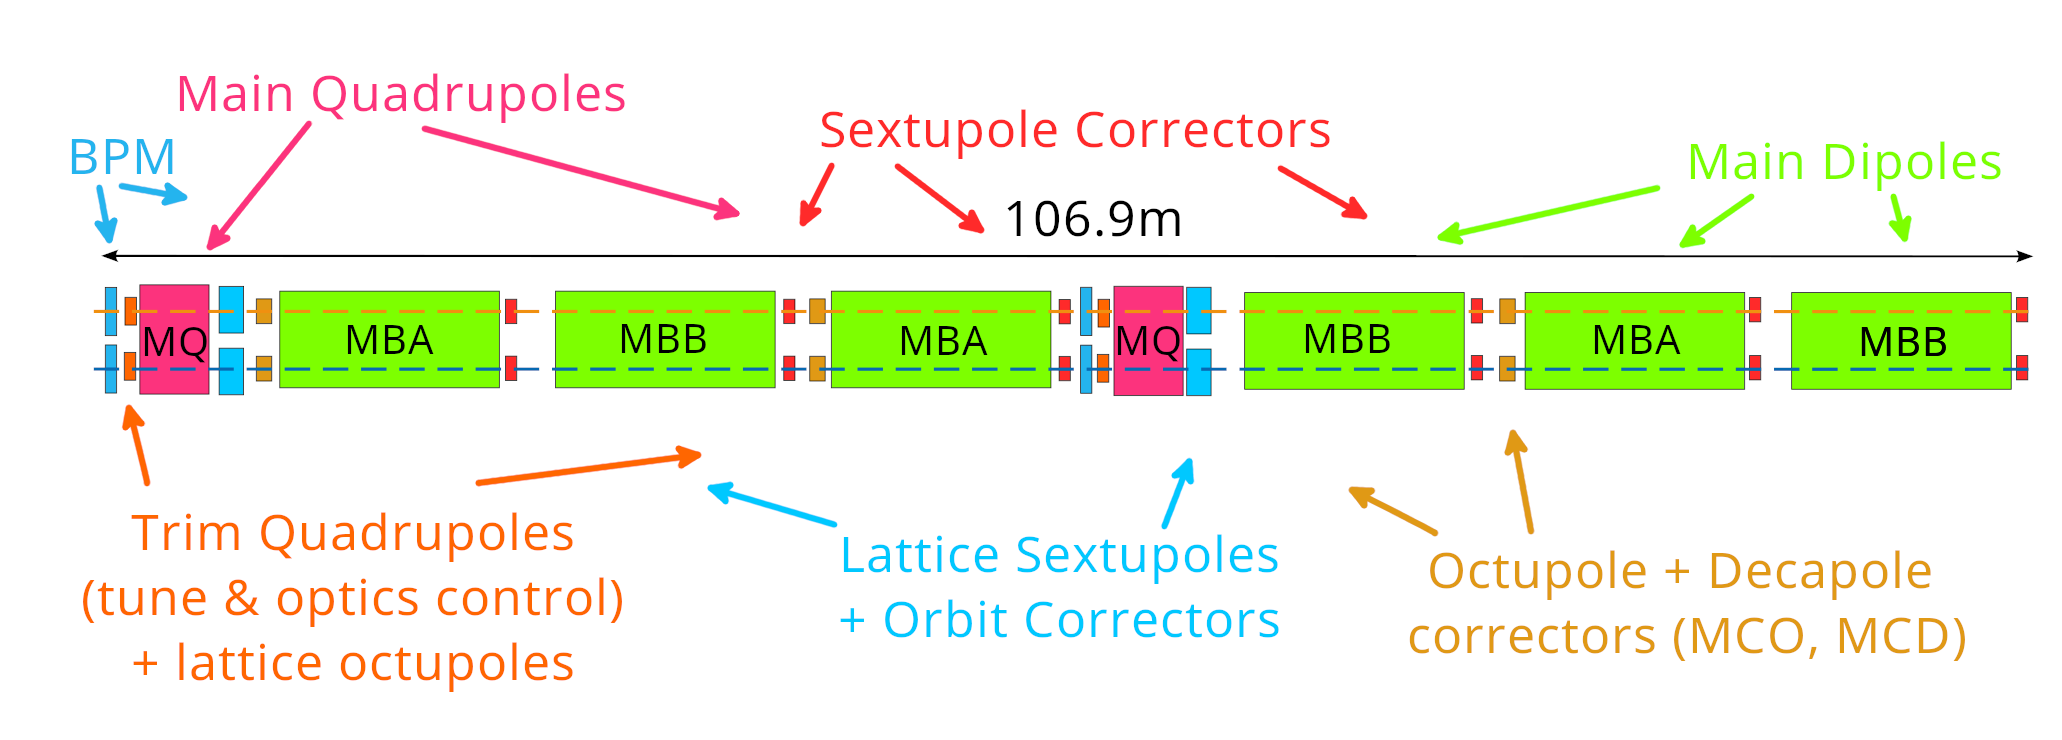 Main Quadrupoles
BPM
Sextupole Correctors
Main Dipoles
106.9m
MQ
MBA
MBB
MBA
MQ
MBB
MBA
MBB
Trim Quadrupoles
(tune & optics control)
+ lattice octupoles
Lattice Sextupoles
+ Orbit Correctors
Octupole + Decapole
correctors (MCO, MCD)